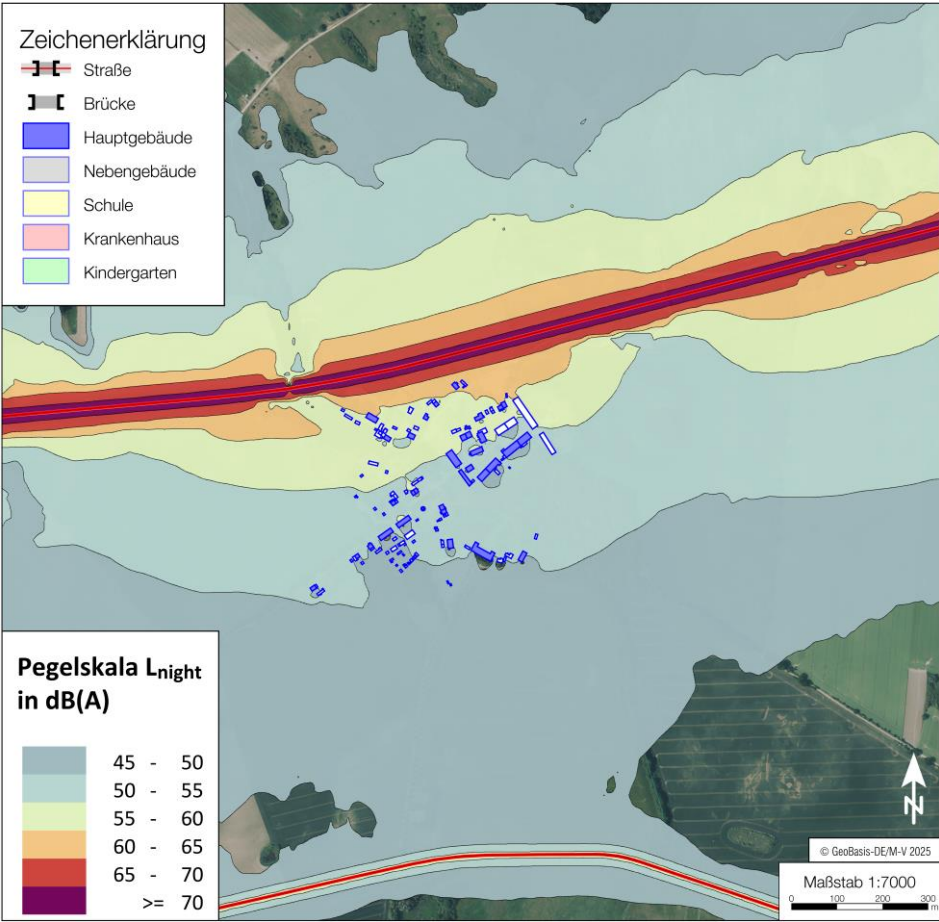 Zeichenerklärung
Straße
Brücke
Hauptgebäude
Nebengebäude
Schule
Krankenhaus
Kindergarten
Pegelskala Lnight
in dB(A)
45 - 50
50 - 55
55 - 60
60 - 65
65 - 70
>= 70
N
© GeoBasis-DE/M-V 2025
Maßstab 1:7000
0 100 200 300
m